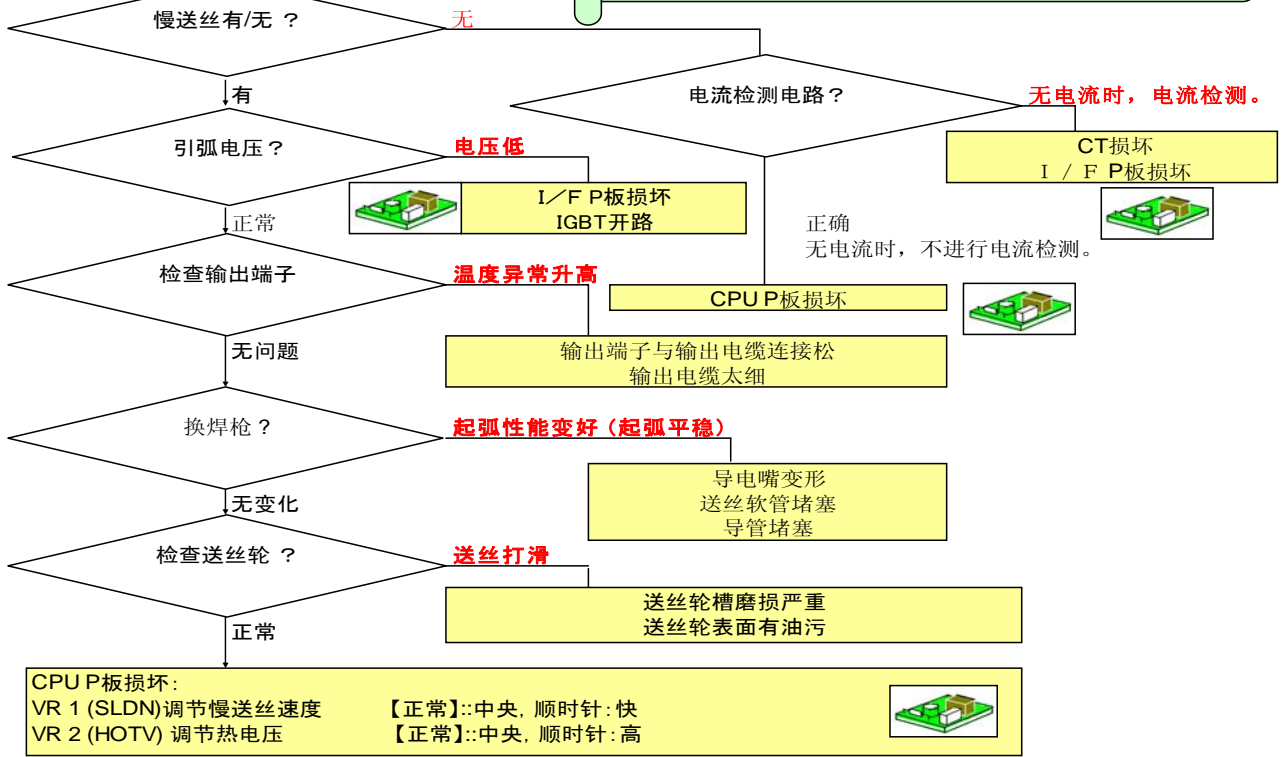 慢送丝有/无 ?
无
有
电流检测电路?
无电流时, 电流检测。
CT损坏
I / F P板损坏
引弧电压?
电压低
I/F P板损坏
IGBT开路
正常
正确
无电流时, 不进行电流检测。
CPU P板损坏
检查输出端子
温度异常升高
输出端子与输出电缆连接松
输出电缆太细
无问题
换焊枪?
起弧性能变好(起弧平稳)
导电嘴变形
送丝软管堵塞
导管堵塞
无变化
检查送丝轮 ?
送丝打滑
送丝轮槽磨损严重
送丝轮表面有油污
正常
CPU P板损坏:
VR 1 (SLDN)调节慢送丝速度 【正常】::中央, 顺时针:快
VR 2 (HOTV) 调节热电压 【正常】::中央, 顺时针:高